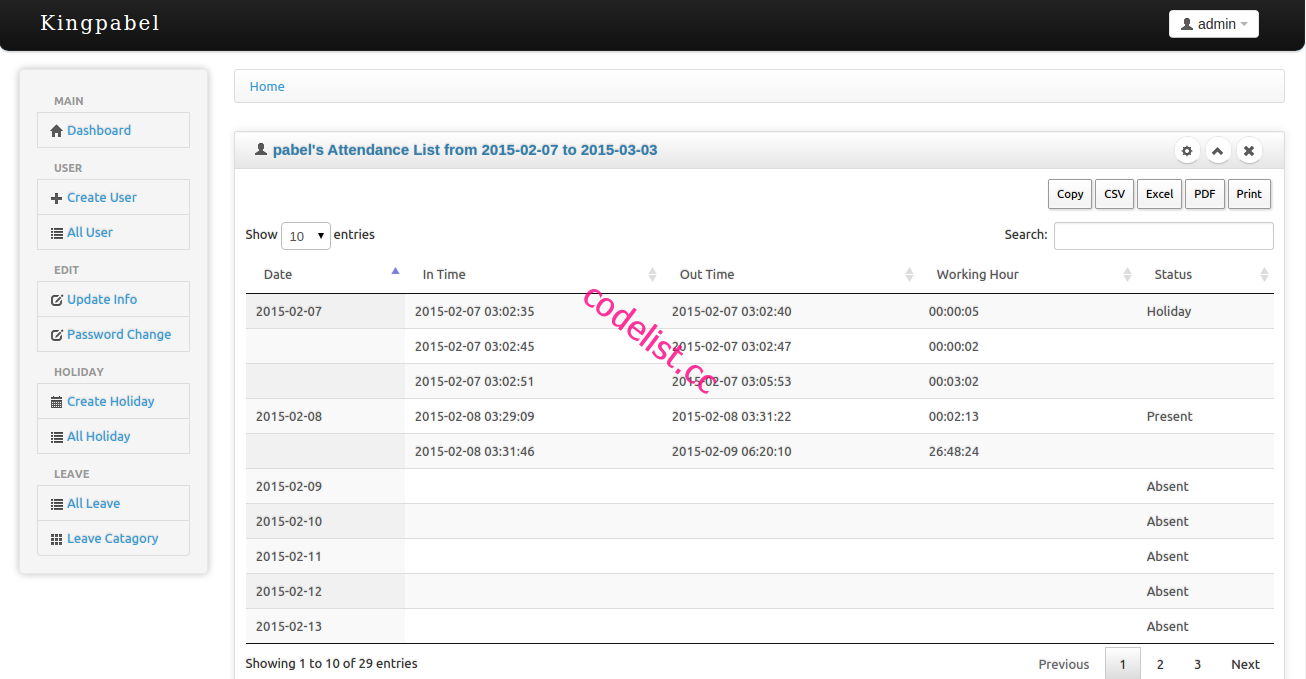 Kingpabel
admin
MAIN
Dashboard
USER
Create User
All User
EDIT
Update Info
Password Change
HOLIDAY
Create Holiday
All Holiday
LEAVE
All Leave
Leave Catagory
Home
pabel's Attendance List from 2015-02-07 to 2015-03-03
Copy CSV Excel PDF Print
Show 10 entries Search:
Date In Time Out Time Working Hour Status
2015-02-07 2015-02-07 03:02:35 2015-02-07 03:02:40 00:00:05 Holiday
2015-02-07 03:02:45 2015-02-07 03:02:47 00:00:02
2015-02-07 03:02:51 2015-02-07 03:05:53 00:03:02
2015-02-08 2015-02-08 03:29:09 2015-02-08 03:31:22 00:02:13 Present
2015-02-08 03:31:46 2015-02-09 06:20:10 26:48:24
2015-02-09 Absent
2015-02-10 Absent
2015-02-11 Absent
2015-02-12 Absent
2015-02-13 Absent
Showing 1 to 10 of 29 entries Previous 1 2 3 Next
codelist.cc